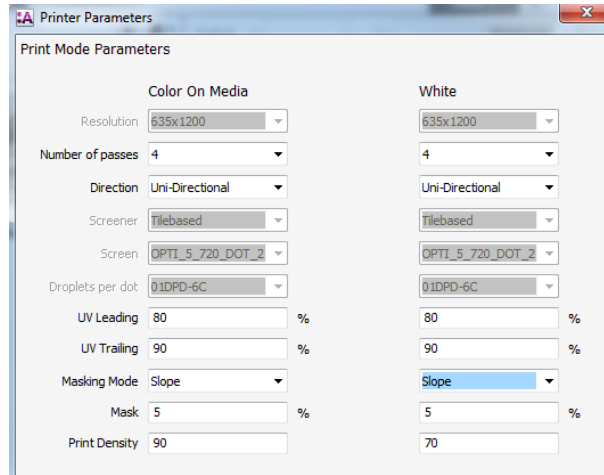 :A Printer Parameters
Print Mode Parameters
Color On Media White
Resolution 635x1200 635x1200
Number of passes 4 4
Direction Uni-Directional Uni-Directional
Screener Tilebased Tilebased
Screen OPTI_5_720_DOT_2 OPTI_5_720_DOT_2
Droplets per dot 01DPD-6C 01DPD-6C
UV Leading 80 % 80 %
UV Trailing 90 % 90 %
Masking Mode Slope Slope
Mask 5 % 5 %
Print Density 90 70